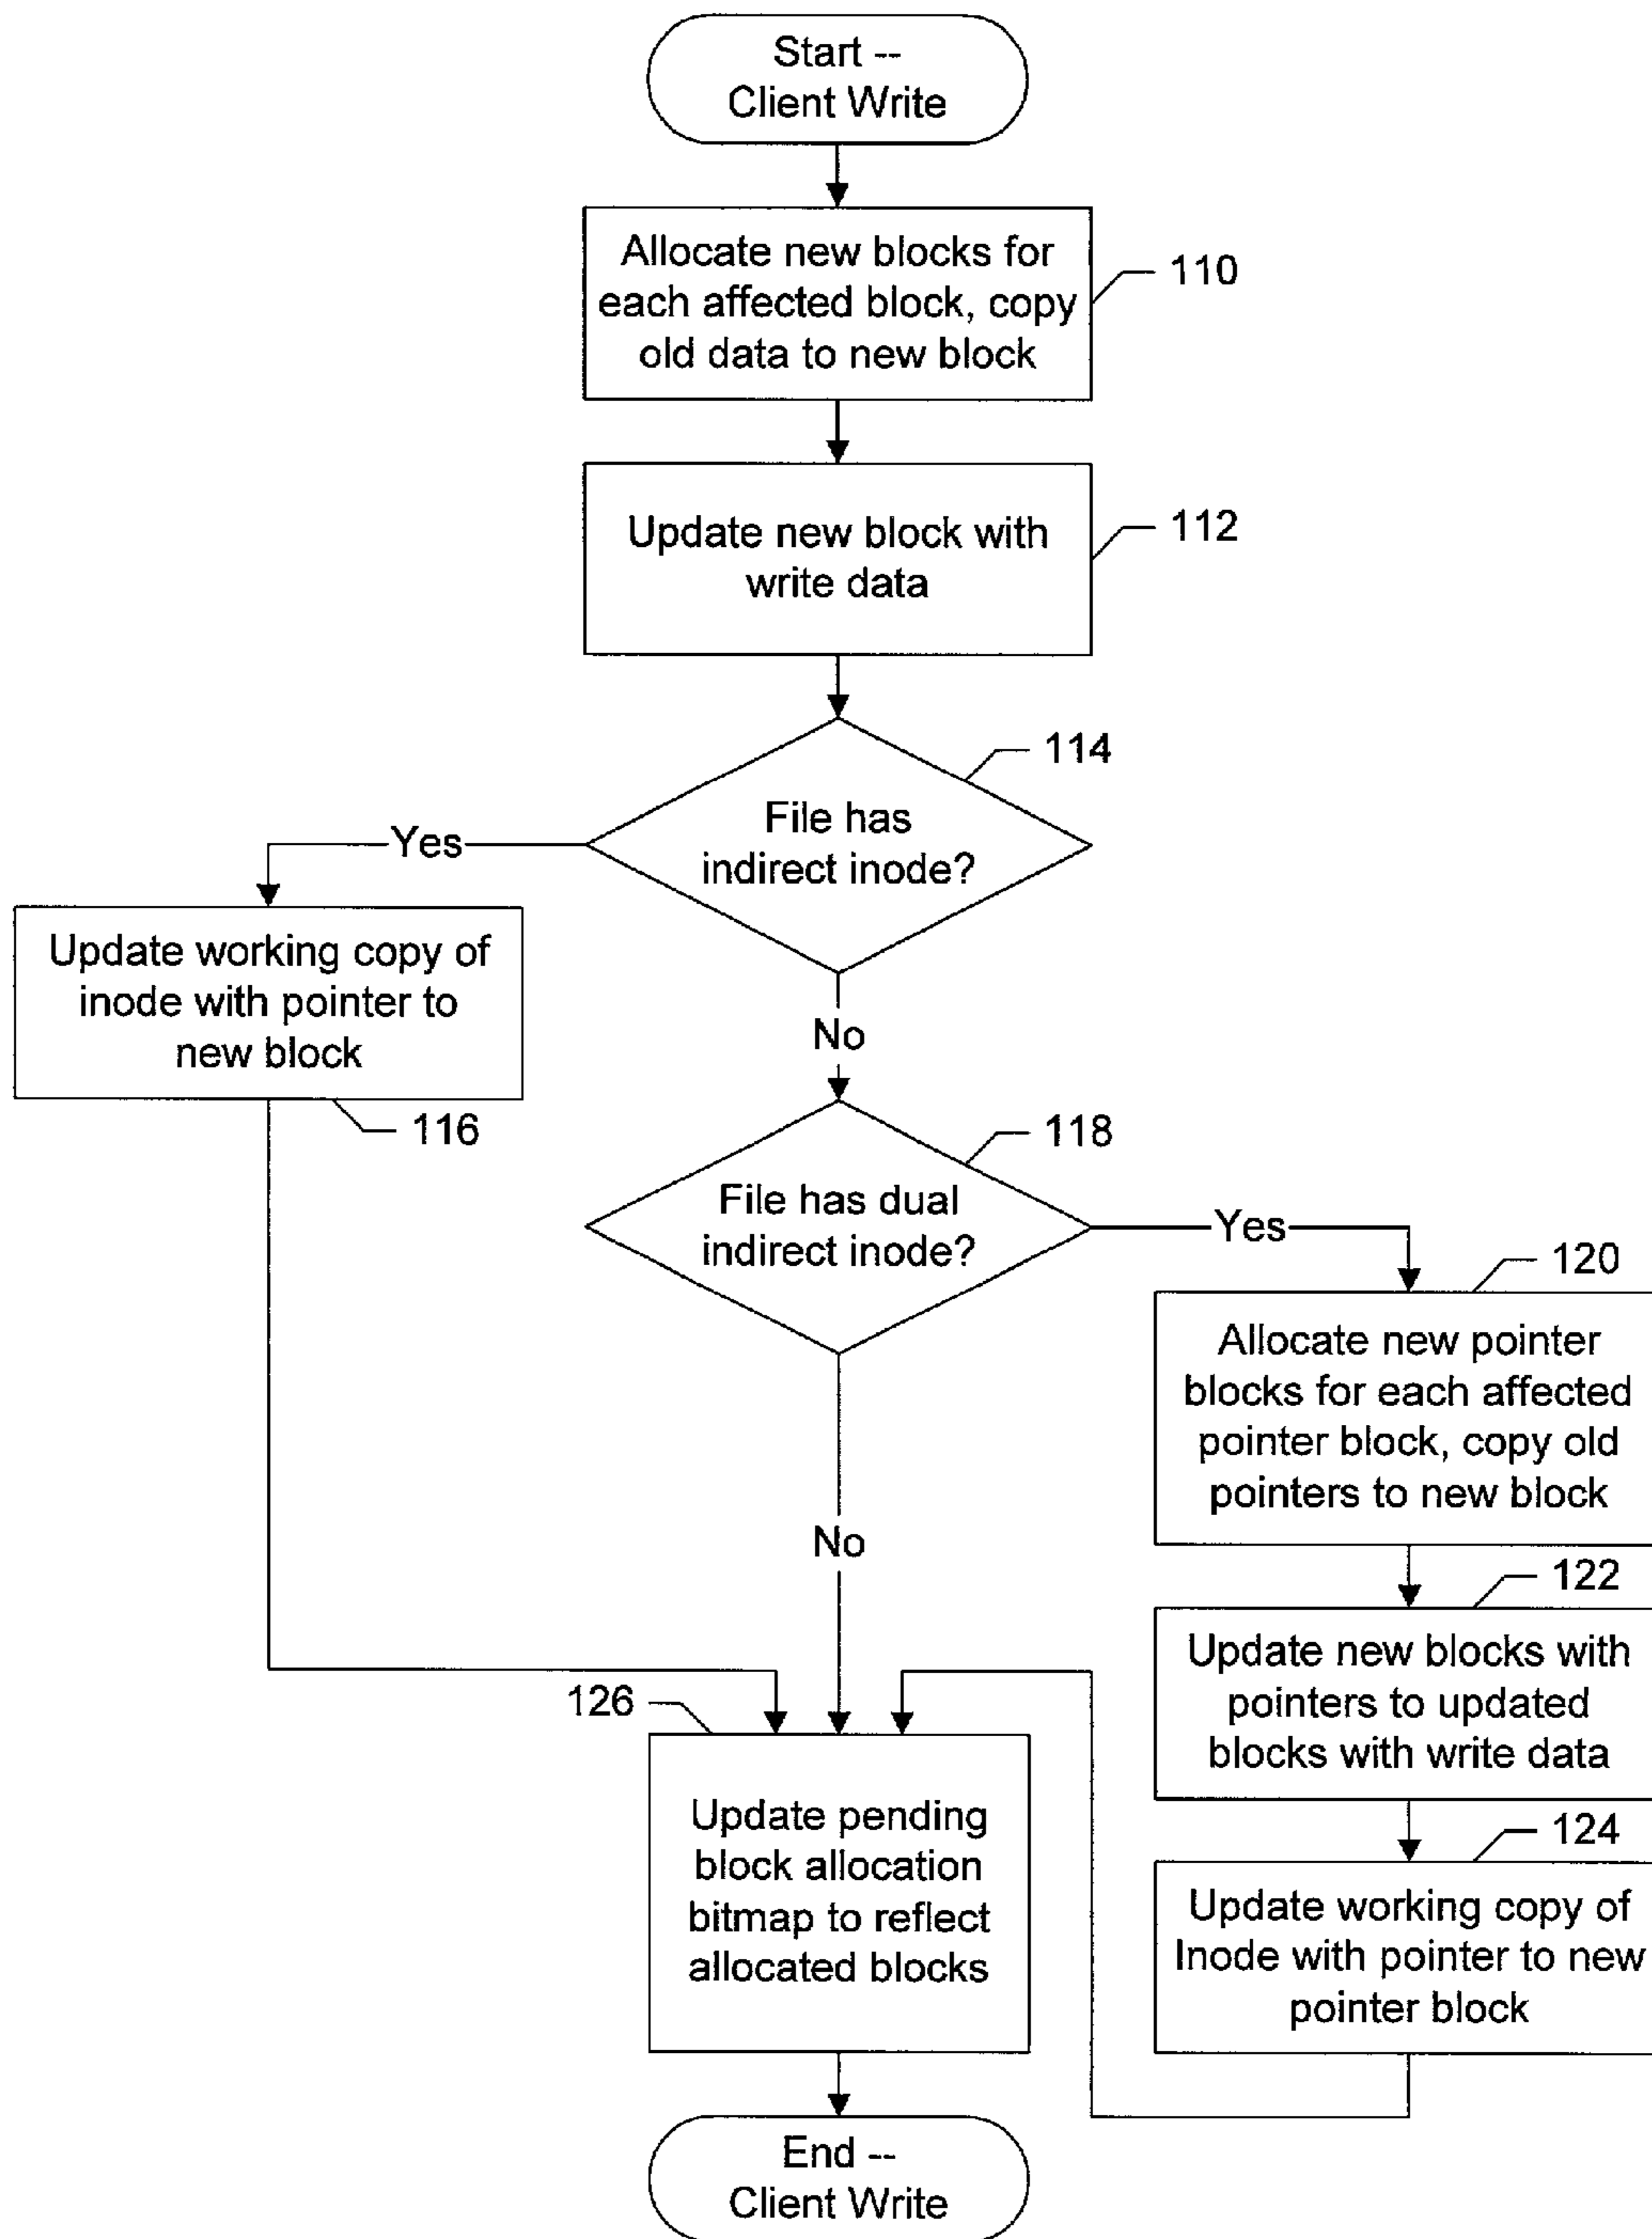 Start --
Client Write
Allocate new blocks for
each affected block, copy
old data to new block
110
Update new block with
write data
112
114
File has
indirect inode?
Yes
Update working copy of
inode with pointer to
new block
116
No
118
File has dual
indirect inode?
Yes
120
Allocate new pointer
blocks for each affected
pointer block, copy old
pointers to new block
No
122
Update new blocks with
pointers to updated
blocks with write data
126
Update pending
block allocation
bitmap to reflect
allocated blocks
124
Update working copy of
Inode with pointer to new
pointer block
End --
Client Write